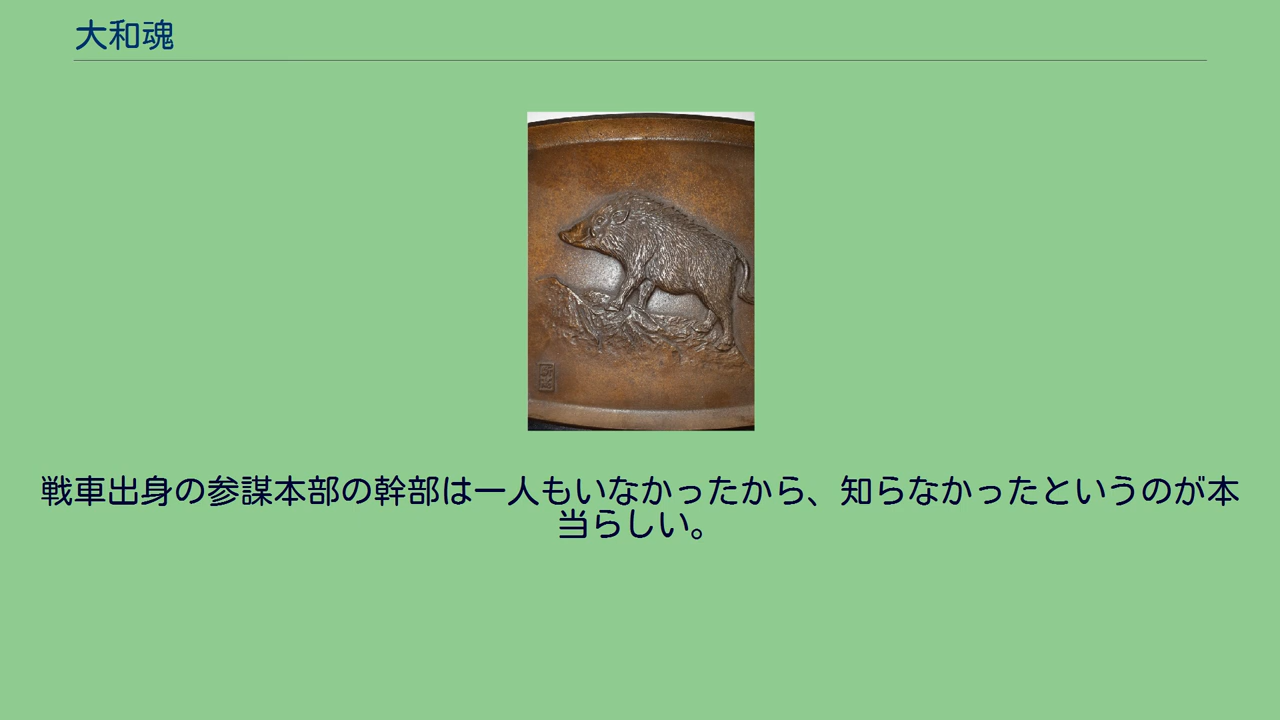 大和魂
戦車出身の参謀本部の幹部は一人もいなかったから、知らなかったというのが本
当らしい。